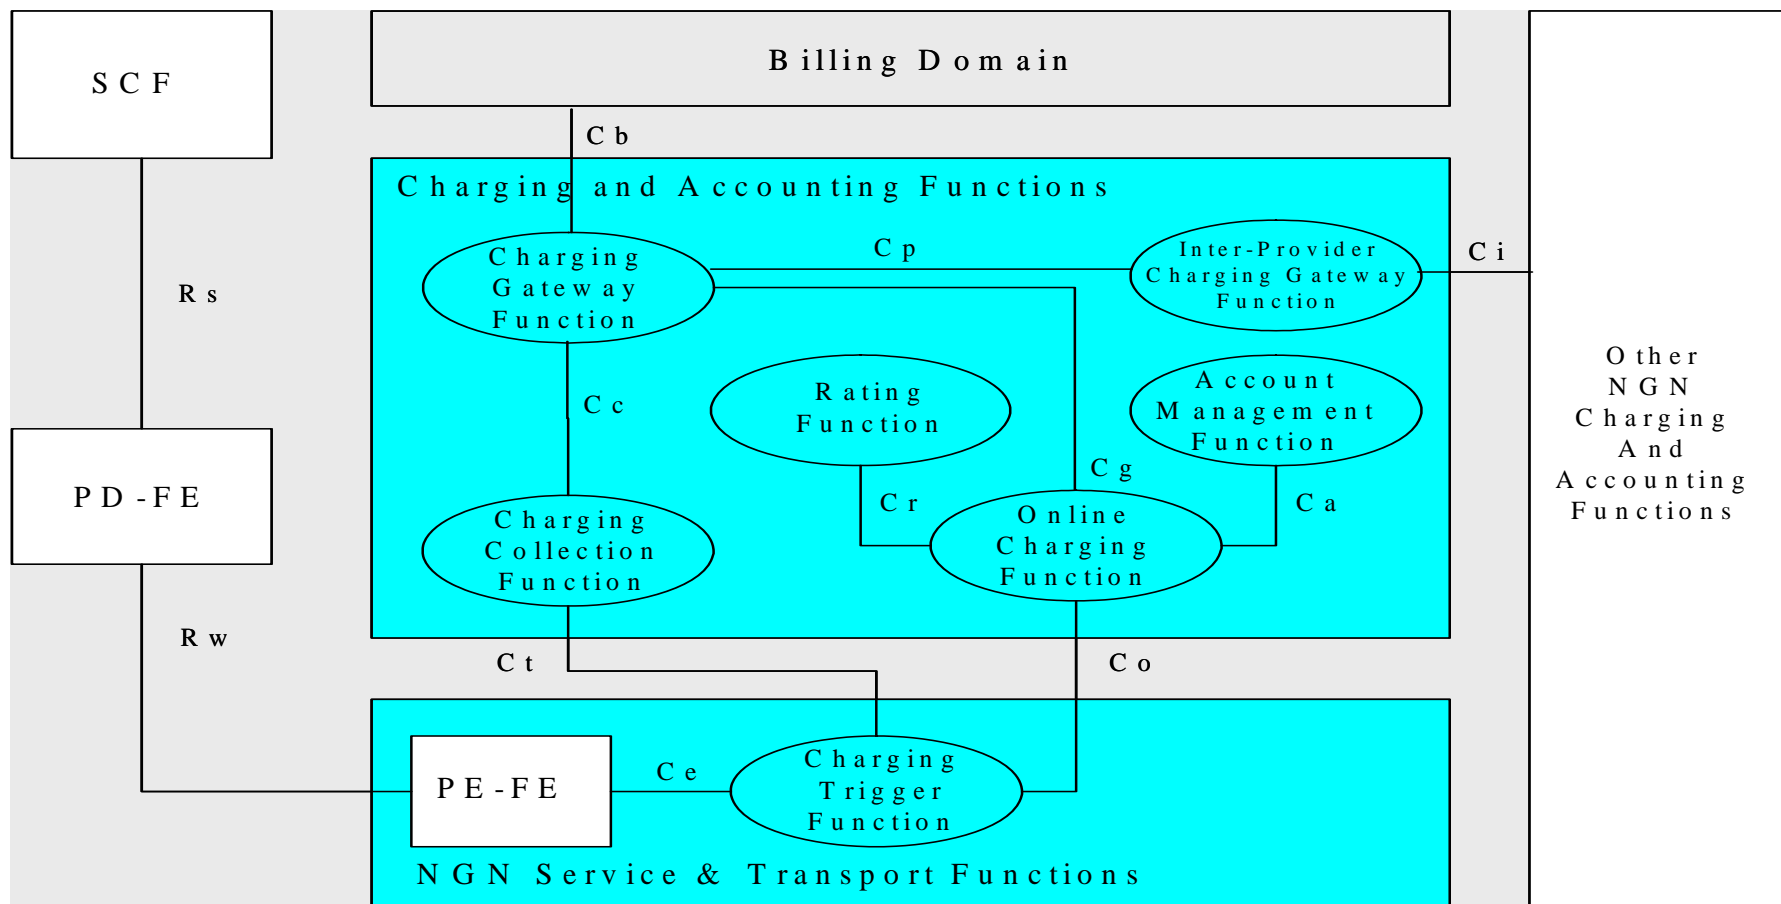 SCF
Billing Domain
Cb
Charging and Accounting Functions
Charging
Gateway
Function
Cp
Inter-Provider
Charging Gateway
Function
Ci
Rs
Cc
Rating
Function
Account
Management
Function
Other
NGN
Charging
And
Accounting
Functions
PD-FE
Charging
Collection
Function
Cr
Cg
Online
Charging
Function
Ca
Rw
Ct
Co
PE-FE
Ce
Charging
Trigger
Function
NGN Service & Transport Functions